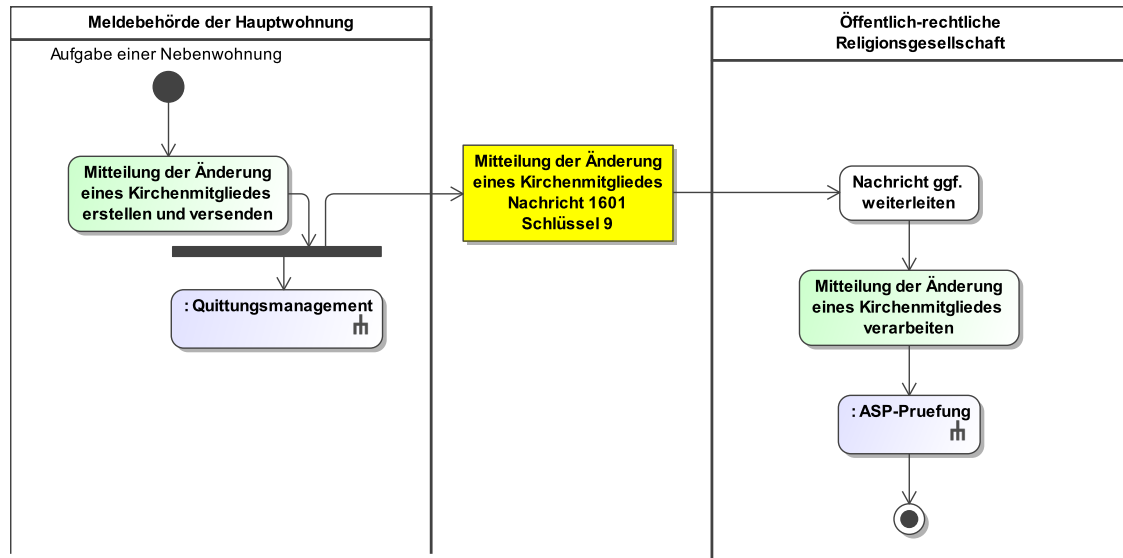 Meldebehörde der Hauptwohnung
Aufgabe einer Nebenwohnung
Mitteilung der Änderung
eines Kirchenmitgliedes
erstellen und versenden
: Quittungsmanagement
Mitteilung der Änderung
eines Kirchenmitgliedes
Nachricht 1601
Schlüssel 9
Öffentlich-rechtliche
Religionsgesellschaft
Nachricht ggf.
weiterleiten
Mitteilung der Änderung
eines Kirchenmitgliedes
verarbeiten
: ASP-Pruefung